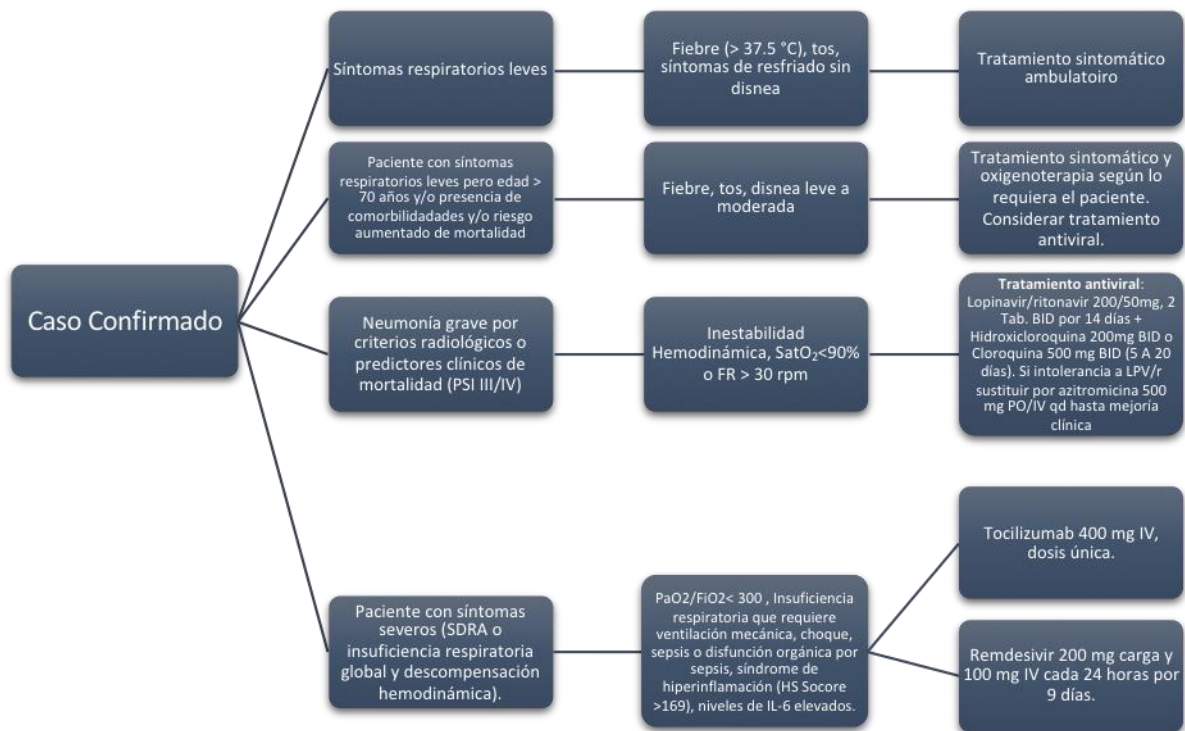 Síntomas respiratorios leves
Fiebre (> 37.5 °C), tos,
síntomas de resfriado sin
disnea
Tratamiento sintomático
ambulatoiro
Paciente con síntomas
respiratorios leves pero edad >
70 años y/o presencia de
comorbilidadades y/o riesgo
aumentado de mortalidad
Fiebre, tos, disnea leve a
moderada
Tratamiento sintomático y
oxigenoterapia según lo
requiera el paciente.
Considerar tratamiento
antiviral.
Caso Confirmado
Neumonía grave por
criterios radiológicos o
predictores clínicos de
mortalidad (PSI III/IV)
Inestabilidad
Hemodinámica, SatO₂<90%
o FR > 30 rpm
Tratamiento antiviral:
Lopinavir/ritonavir 200/50mg, 2
Tab. BID por 14 días +
Hidroxicloroquina 200mg BID o
Cloroquina 500 mg BID (5 A 20
días). Si intolerancia a LPV/r
sustituir por azitromicina 500
mg PO/IV qd hasta mejoría
clínica
Paciente con síntomas
severos (SDRA o
insuficiencia respiratoria
global y descompensación
hemodinámica).
PaO2/FiO2< 300 , Insuficiencia
respiratoria que requiere
ventilación mecánica, choque,
sepsis o disfunción orgánica por
sepsis, síndrome de
hiperinflamación (HS Socore
>169), niveles de IL-6 elevados.
Tocilizumab 400 mg IV,
dosis única.
Remdesivir 200 mg carga y
100 mg IV cada 24 horas por
9 días.